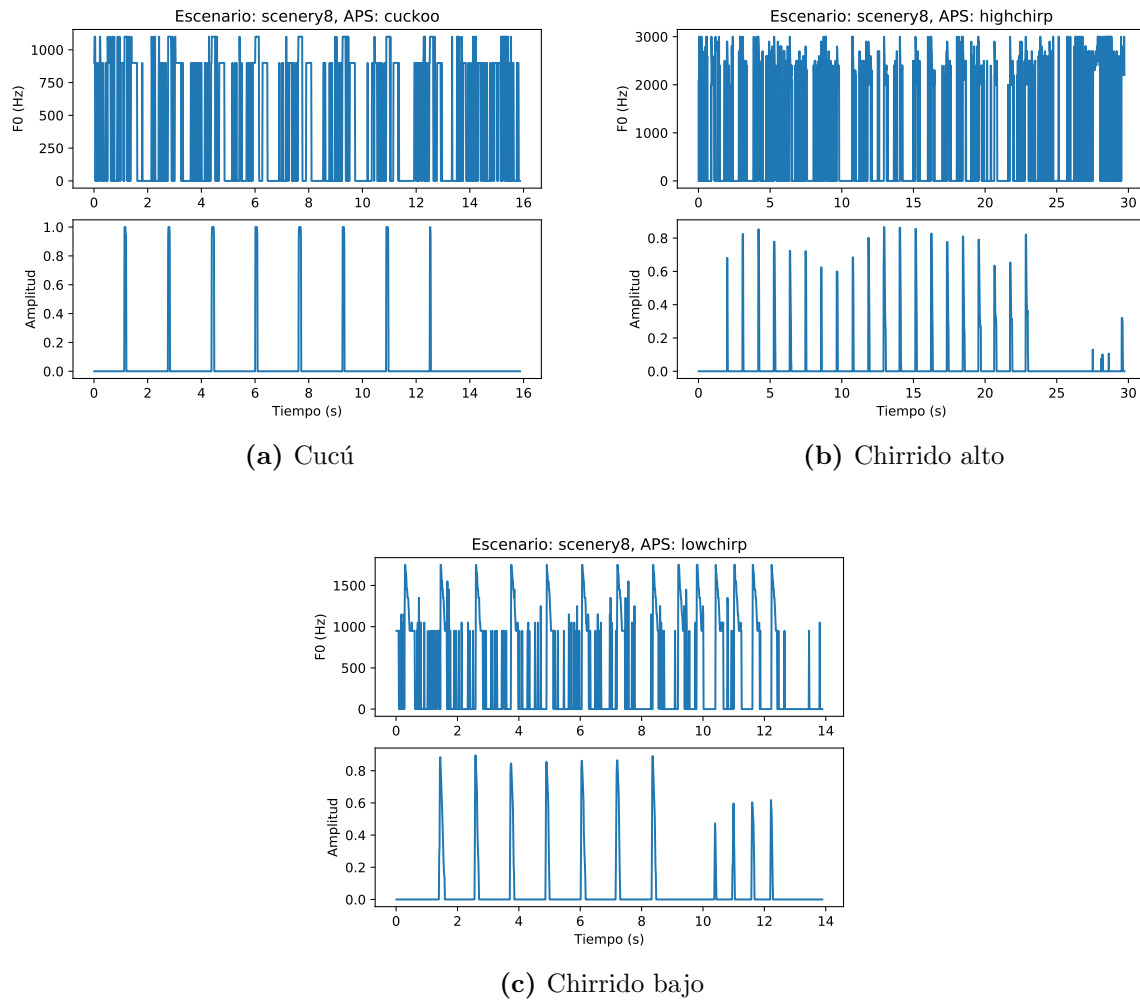 Escenario: scenery8, APS: cuckoo
1000
750
500
250
0
F0 (Hz)
0 2 4 6 8 10 12 14 16
1.0
0.8
0.6
0.4
0.2
0.0
Amplitud
0 2 4 6 8 10 12 14 16
Tiempo (s)
(a) Cucú
Escenario: scenery8, APS: highchirp
3000
2000
1000
0
F0 (Hz)
0 5 10 15 20 25 30
0.8
0.6
0.4
0.2
0.0
Amplitud
0 5 10 15 20 25 30
Tiempo (s)
(b) Chirrido alto
Escenario: scenery8, APS: lowchirp
1500
1000
500
0
F0 (Hz)
0 2 4 6 8 10 12 14
0.8
0.6
0.4
0.2
0.0
Amplitud
0 2 4 6 8 10 12 14
Tiempo (s)
(c) Chirrido bajo